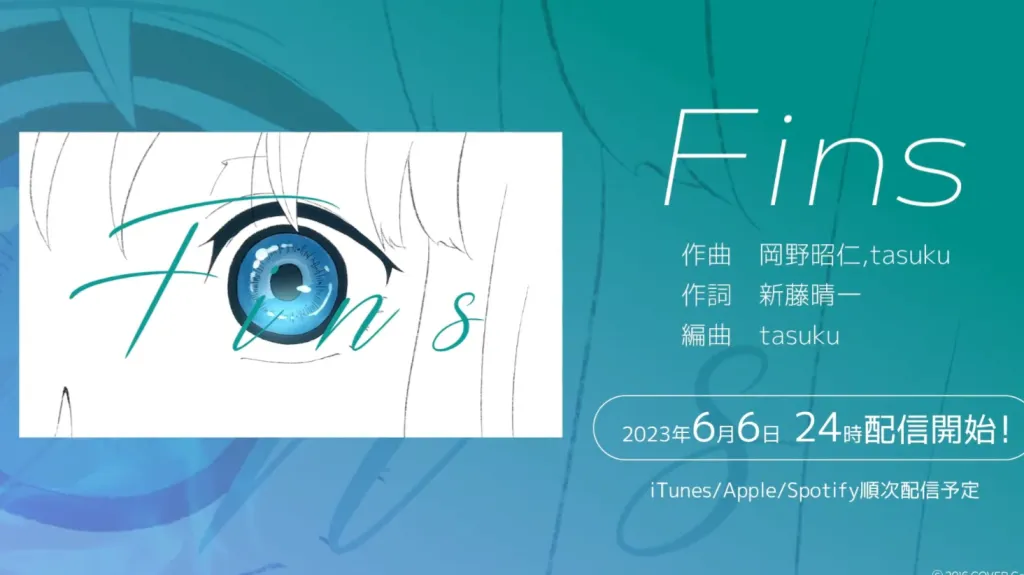 Fins
Fins
作曲 岡野昭仁,tasuku
作詞 新藤晴一
編曲 tasuku
2023年6月6日 24時配信開始!
iTunes/Apple/Spotify順次配信予定
© 2016 COVER C